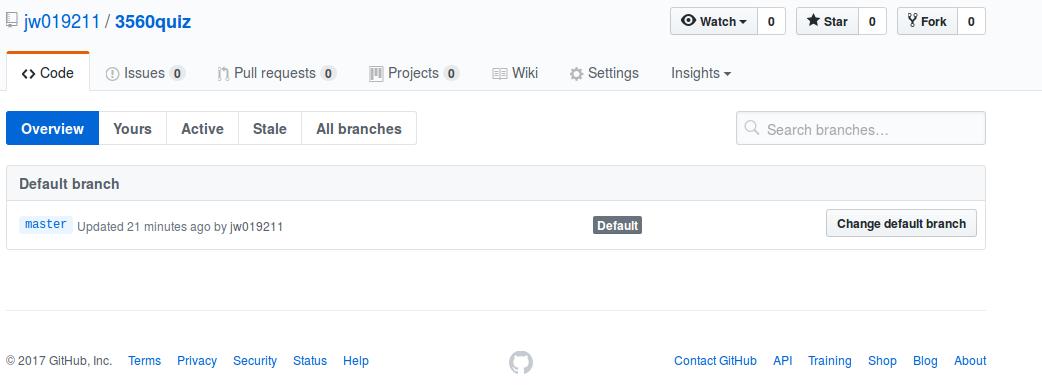 jw019211 / 3560quiz
Watch 0 Star 0 Fork 0
Code Issues 0 Pull requests 0 Projects 0 Wiki Settings Insights
Overview Yours Active Stale All branches Search branches…
Default branch
master Updated 21 minutes ago by jw019211 Default Change default branch
© 2017 GitHub, Inc. Terms Privacy Security Status Help Contact GitHub API Training Shop Blog About